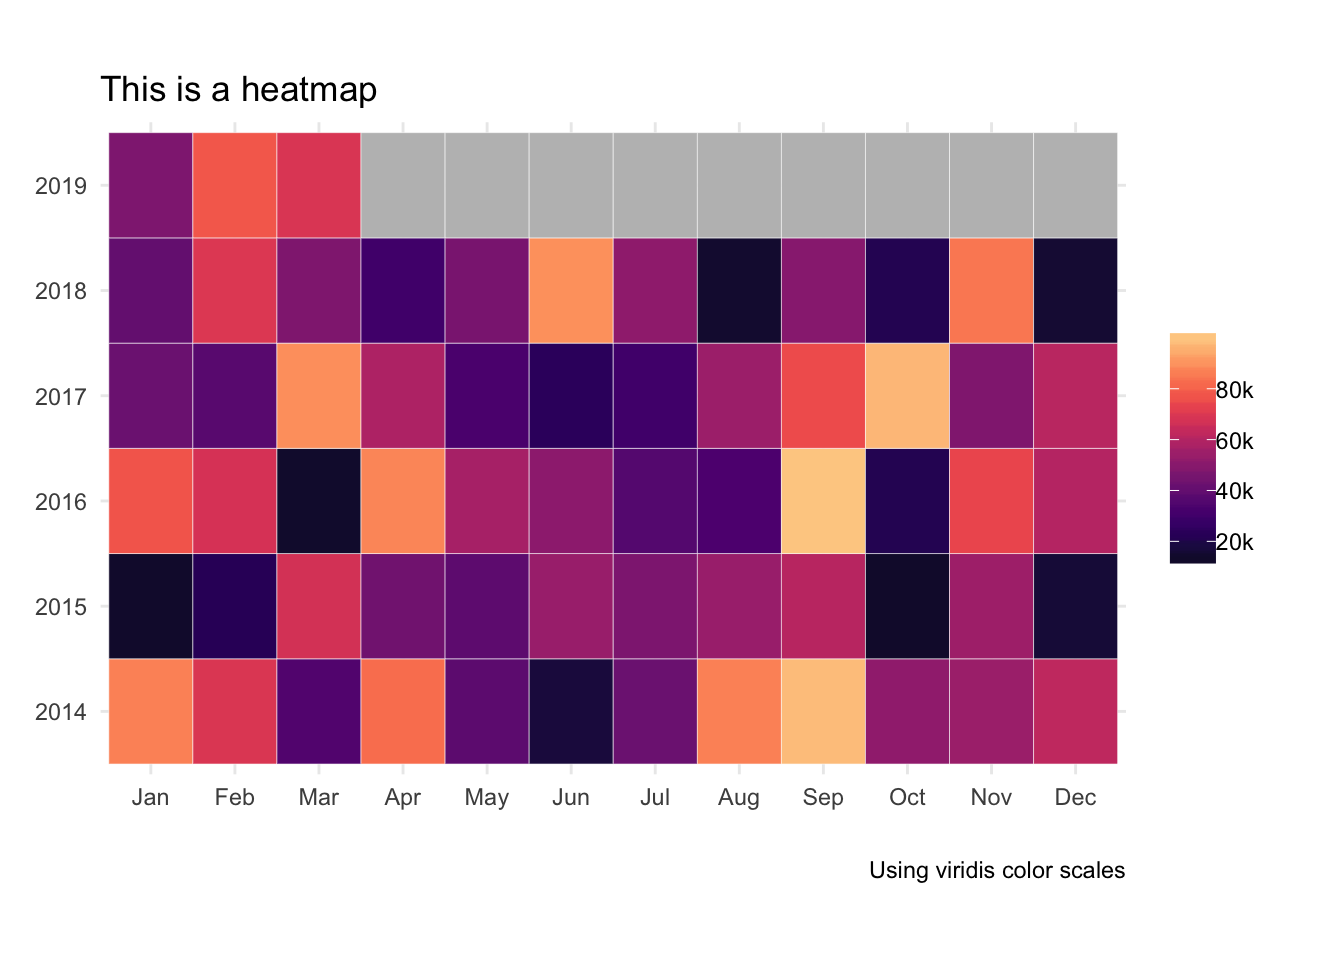 This is a heatmap
2019
2018
2017
2016
2015
2014
Jan Feb Mar Apr May Jun Jul Aug Sep Oct Nov Dec
80k
60k
40k
20k
Using viridis color scales